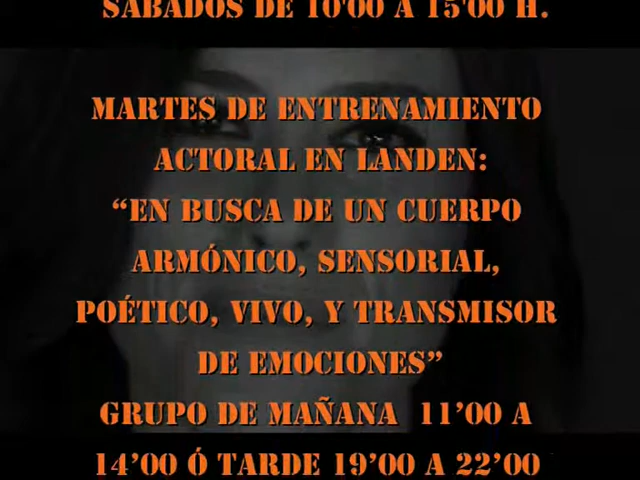 SÁBADOS DE 10'00 A 15'00 H.
MARTES DE ENTRENAMIENTO
ACTORAL EN LANDEN:
“EN BUSCA DE UN CUERPO
ARMÓNICO, SENSORIAL,
POÉTICO, VIVO, Y TRANSMISOR
DE EMOCIONES”
GRUPO DE MAÑANA 11’00 A
14’00 Ó TARDE 19’00 A 22’00